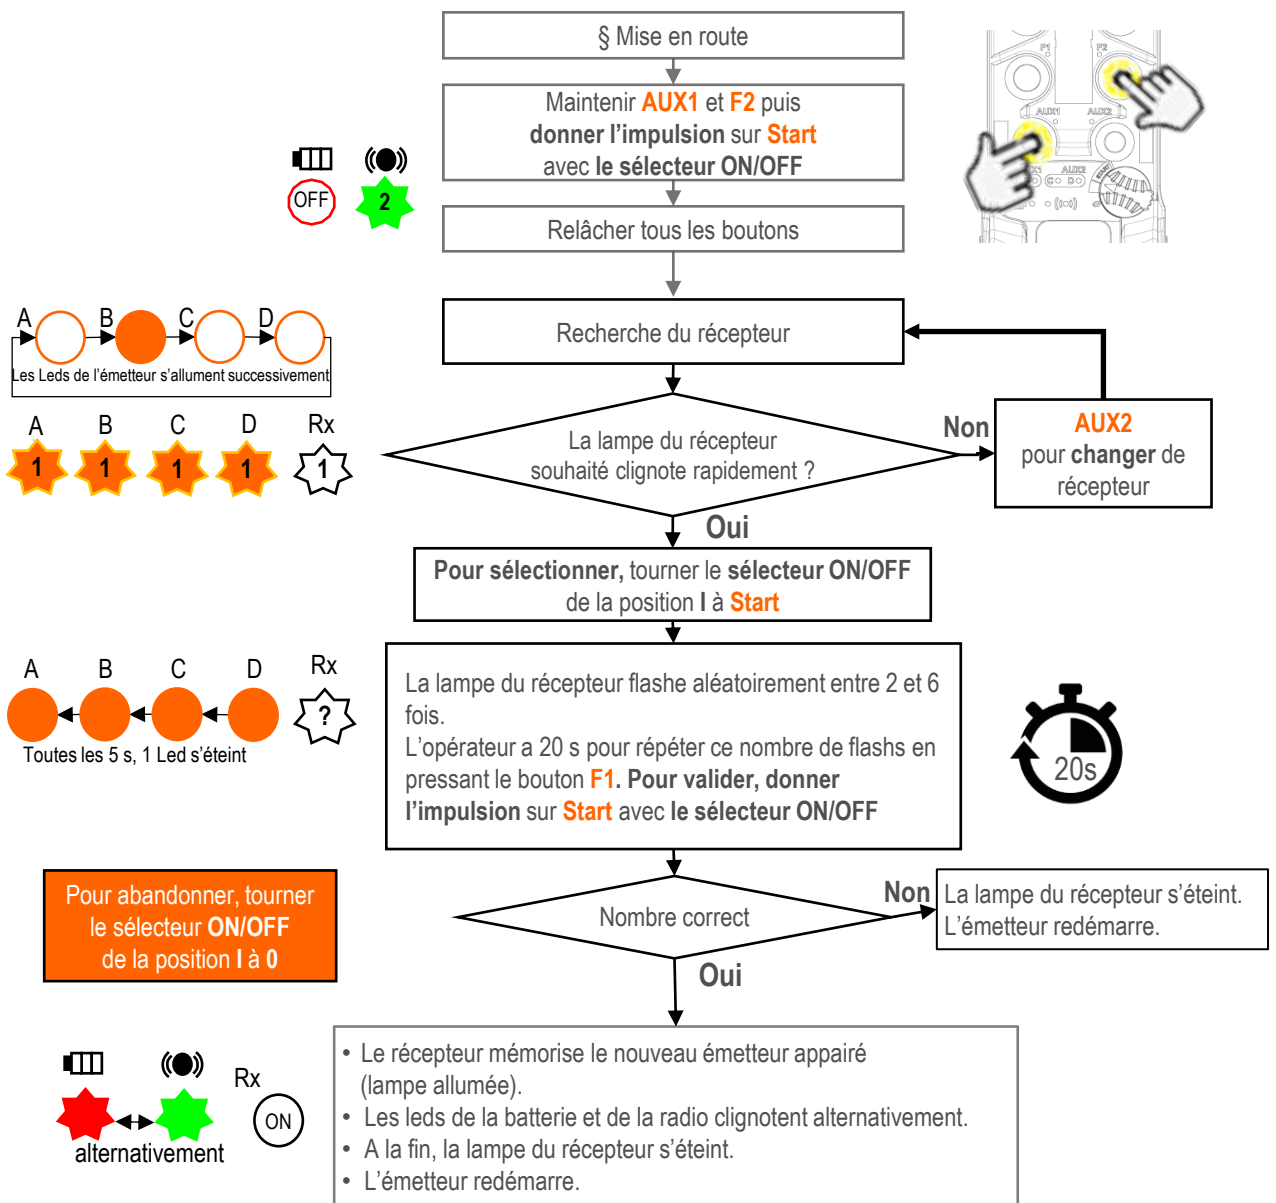 § Mise en route
Maintenir AUX1 et F2 puis
donner l'impulsion sur Start
avec le sélecteur ON/OFF
F1
F2
AUX1
AUX2
AUX2
C
D
START
OFF
2
Relâcher tous les boutons
A
B
C
D
Les Leds de l'émetteur s'allument successivement
Recherche du récepteur
A
B
C
D
Rx
1
1
1
1
1
La lampe du récepteur
souhaité clignote rapidement ?
Non
AUX2
pour changer de
récepteur
Oui
Pour sélectionner, tourner le sélecteur ON/OFF
de la position I à Start
A
B
C
D
Rx
?
Toutes les 5 s, 1 Led s'éteint
La lampe du récepteur flashe aléatoirement entre 2 et 6
fois.
L'opérateur a 20 s pour répéter ce nombre de flashs en
pressant le bouton F1. Pour valider, donner
l'impulsion sur Start avec le sélecteur ON/OFF
20s
Pour abandonner, tourner
le sélecteur ON/OFF
de la position I à 0
Nombre correct
Non
La lampe du récepteur s'éteint.
L'émetteur redémarre.
Oui
Rx
ON
alternativement
• Le récepteur mémorise le nouveau émetteur appairé
(lampe allumée).
• Les leds de la batterie et de la radio clignotent alternativement.
• A la fin, la lampe du récepteur s'éteint.
• L'émetteur redémarre.